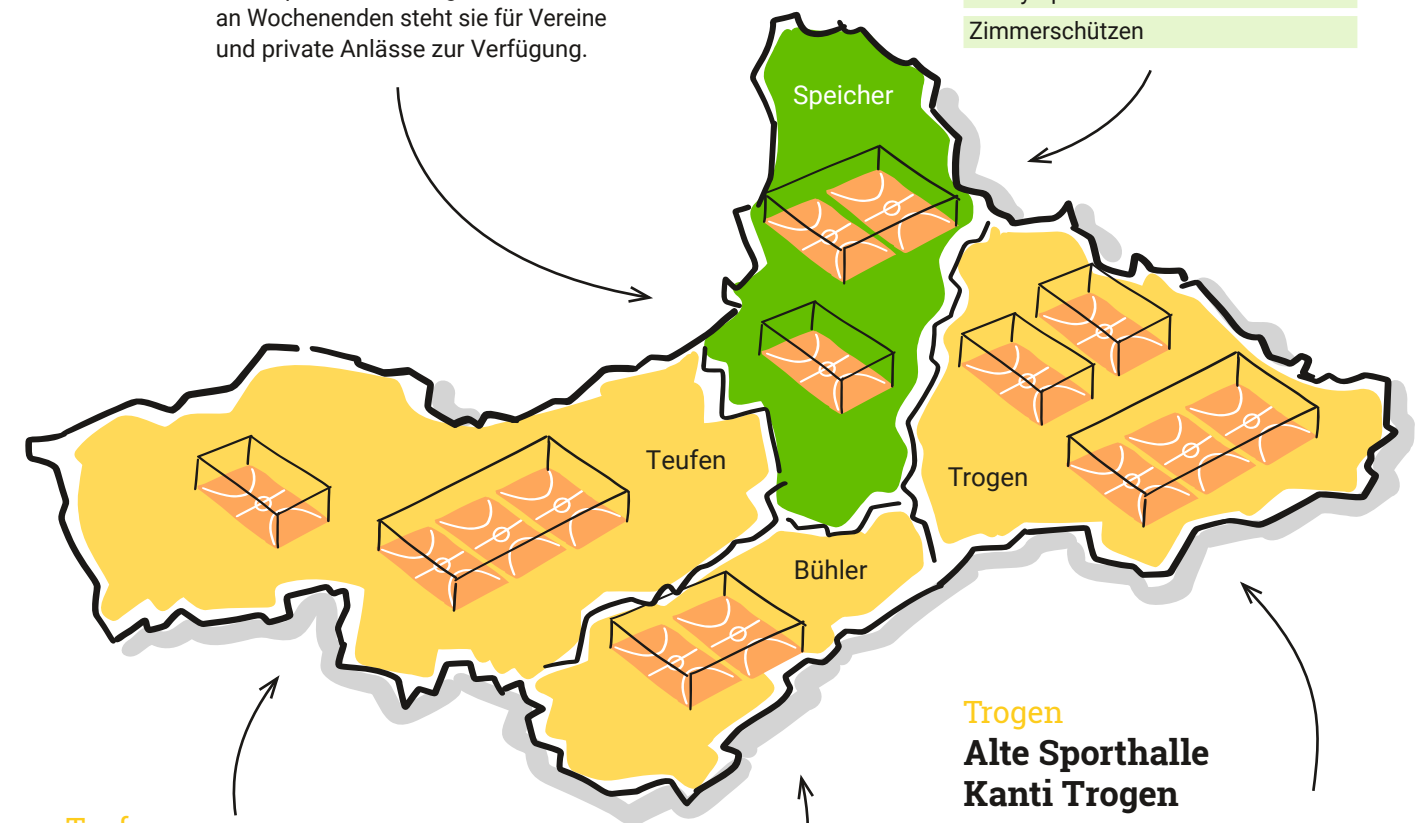 an Wochenenden steht sie für Vereine
und private Anlässe zur Verfügung.
Zimmerschützen
Speicher
Teufen
Trogen
Bühler
Trogen
Alte Sporthalle
Kanti Trogen